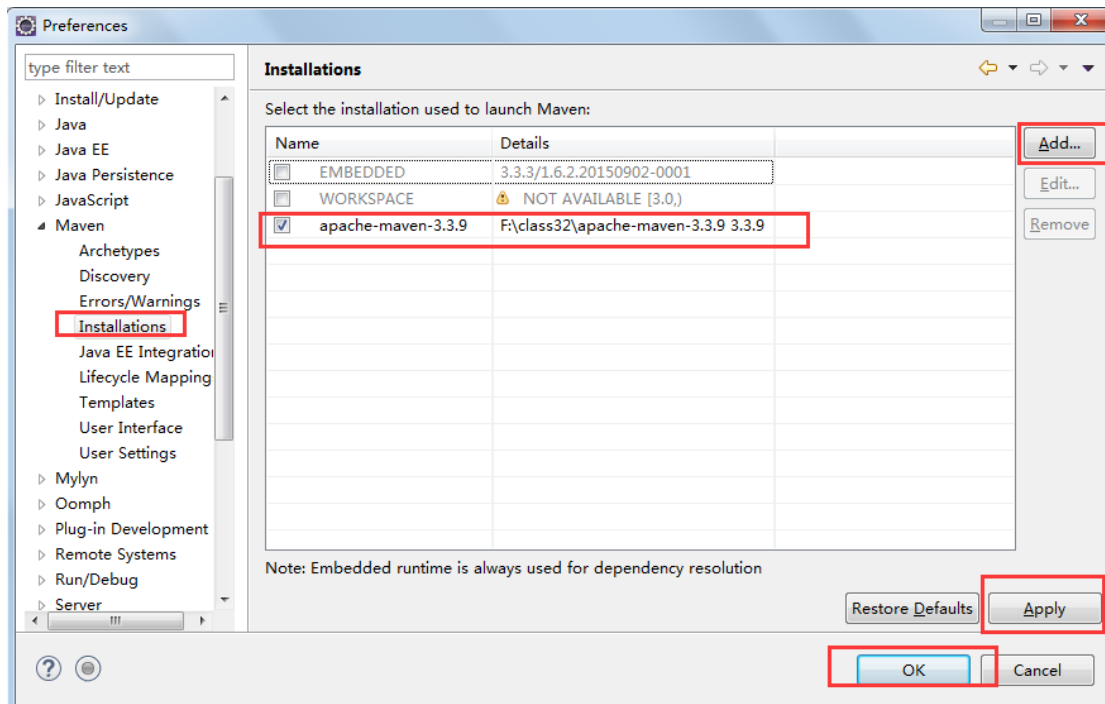 Preferences
type filter text
Install/Update
Java
Java EE
Java Persistence
JavaScript
Maven
Archetypes
Discovery
Errors/Warnings
Installations
Java EE Integration
Lifecycle Mapping
Templates
User Interface
User Settings
Mylyn
Oomph
Plug-in Development
Remote Systems
Run/Debug
Server
Installations
Select the installation used to launch Maven:
Name Details
EMBEDDED 3.3.3/1.6.2.20150902-0001
WORKSPACE NOT AVAILABLE [3.0,)
apache-maven-3.3.9 F:\class32\apache-maven-3.3.9 3.3.9
Add...
Edit...
Remove
Note: Embedded runtime is always used for dependency resolution
Restore Defaults Apply
OK Cancel